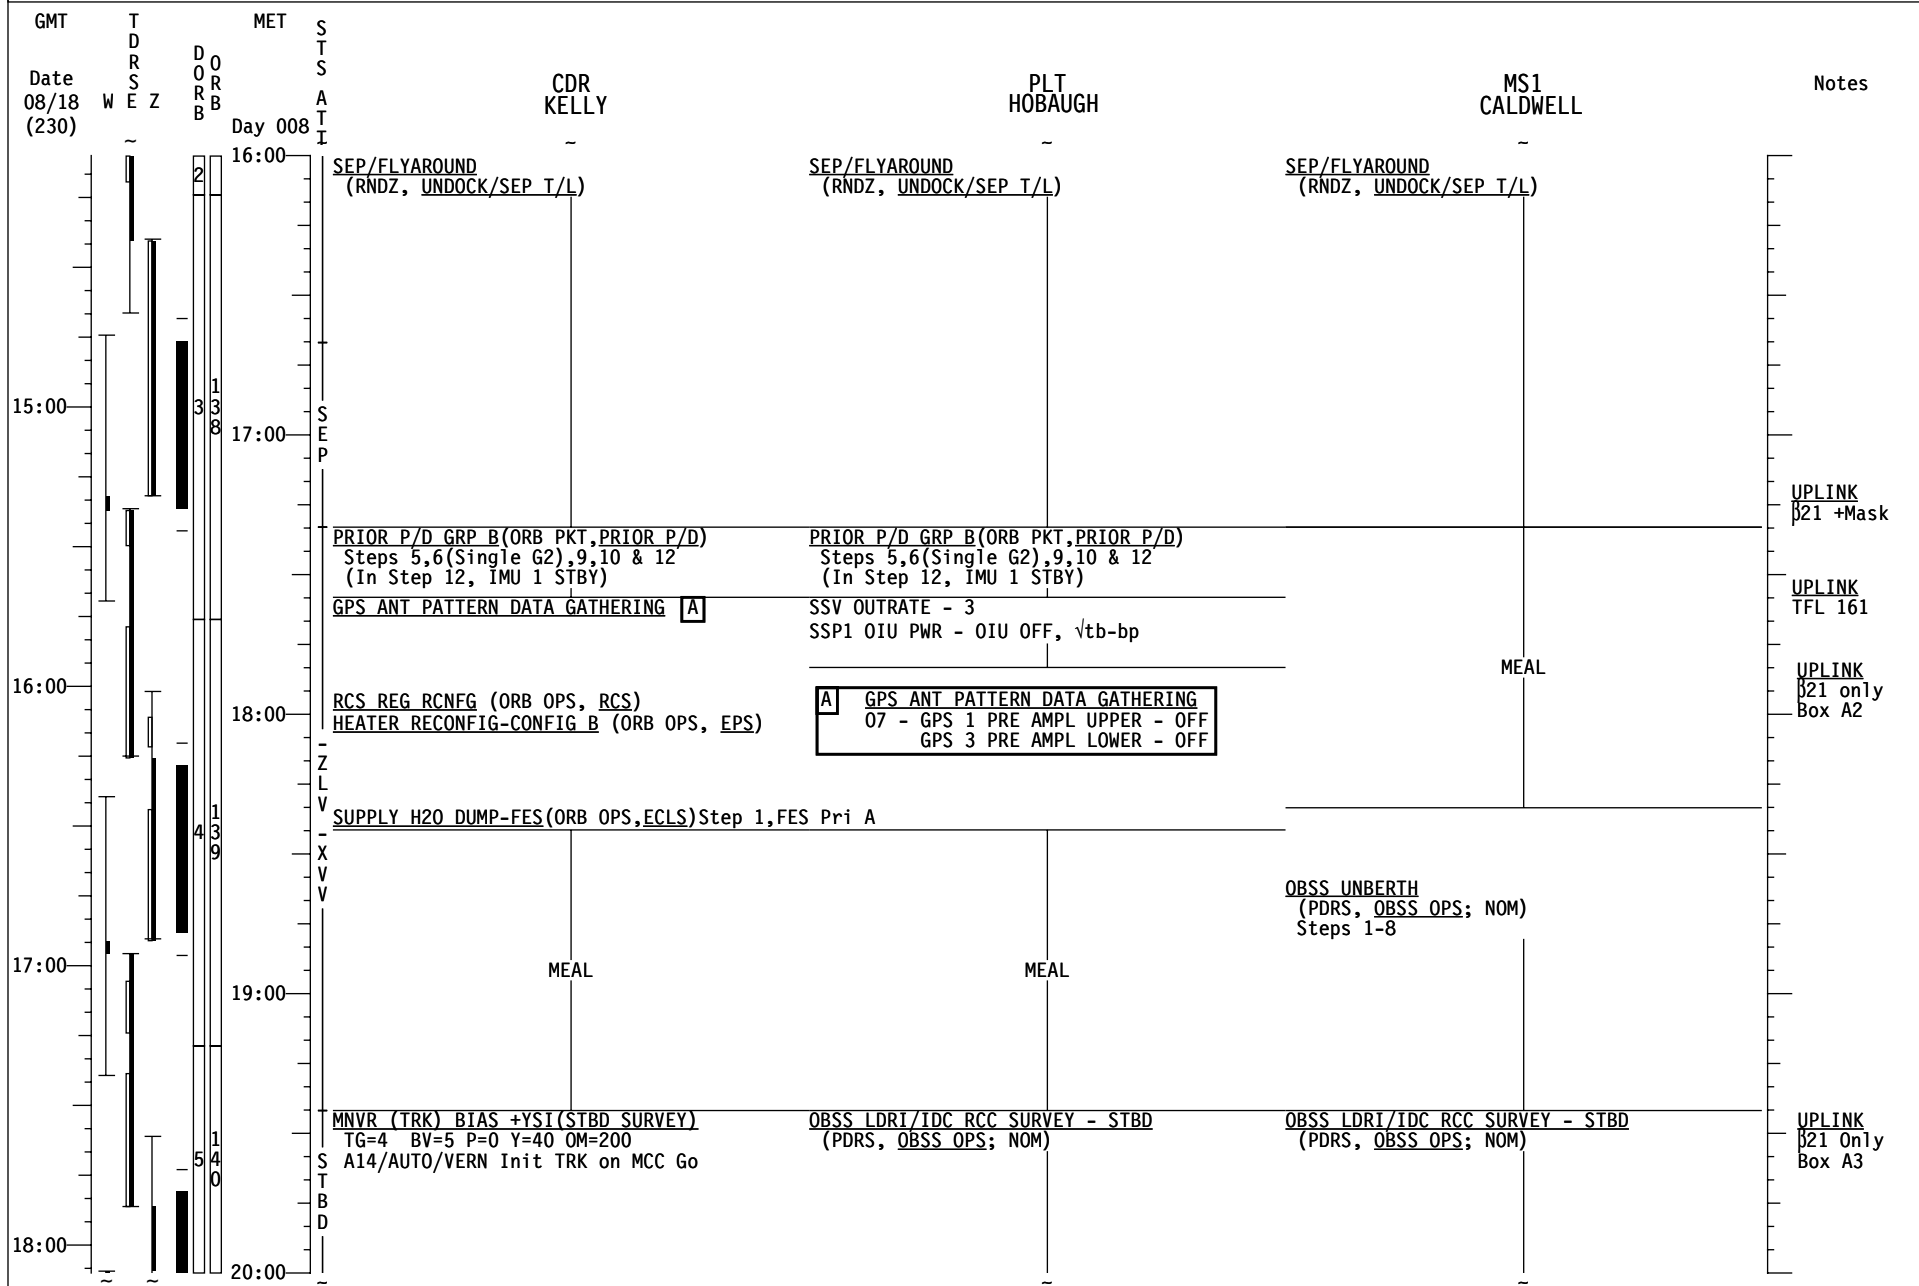 GMT
Date
08/18
(230)
T
D
R
S
W E Z
~
D
O
R
B
O
R
B
MET
Day 008
S
T
S
A
T
T
I
CDR
KELLY
~
PLT
HOBAUGH
~
MS1
CALDWELL
~
Notes
16:00
2
SEP/FLYAROUND
(RNDZ, UNDOCK/SEP T/L)
SEP/FLYAROUND
(RNDZ, UNDOCK/SEP T/L)
SEP/FLYAROUND
(RNDZ, UNDOCK/SEP T/L)
15:00
3
1
3
8
17:00
S
E
P
UPLINK
β21 +Mask
PRIOR P/D GRP B(ORB PKT,PRIOR P/D)
Steps 5,6(Single G2),9,10 & 12
(In Step 12, IMU 1 STBY)
PRIOR P/D GRP B(ORB PKT,PRIOR P/D)
Steps 5,6(Single G2),9,10 & 12
(In Step 12, IMU 1 STBY)
UPLINK
TFL 161
GPS ANT PATTERN DATA GATHERING A
SSV OUTRATE - 3
SSP1 OIU PWR - OIU OFF, √tb-bp
MEAL
16:00
18:00
UPLINK
β21 only
Box A2
RCS REG RCNFG (ORB OPS, RCS)
HEATER RECONFIG-CONFIG B (ORB OPS, EPS)
A GPS ANT PATTERN DATA GATHERING
O7 - GPS 1 PRE AMPL UPPER - OFF
GPS 3 PRE AMPL LOWER - OFF
-
Z
L
V
-
X
V
V
4
1
3
9
SUPPLY H2O DUMP-FES(ORB OPS,ECLS)Step 1,FES Pri A
OBSS UNBERTH
(PDRS, OBSS OPS; NOM)
Steps 1-8
17:00
19:00
MEAL
MEAL
MNVR (TRK) BIAS +YSI(STBD SURVEY)
TG=4 BV=5 P=0 Y=40 OM=200
A14/AUTO/VERN Init TRK on MCC Go
OBSS LDRI/IDC RCC SURVEY - STBD
(PDRS, OBSS OPS; NOM)
OBSS LDRI/IDC RCC SURVEY - STBD
(PDRS, OBSS OPS; NOM)
UPLINK
β21 Only
Box A3
5
1
4
0
S
T
B
D
18:00
20:00
~ ~ ~ ~ ~